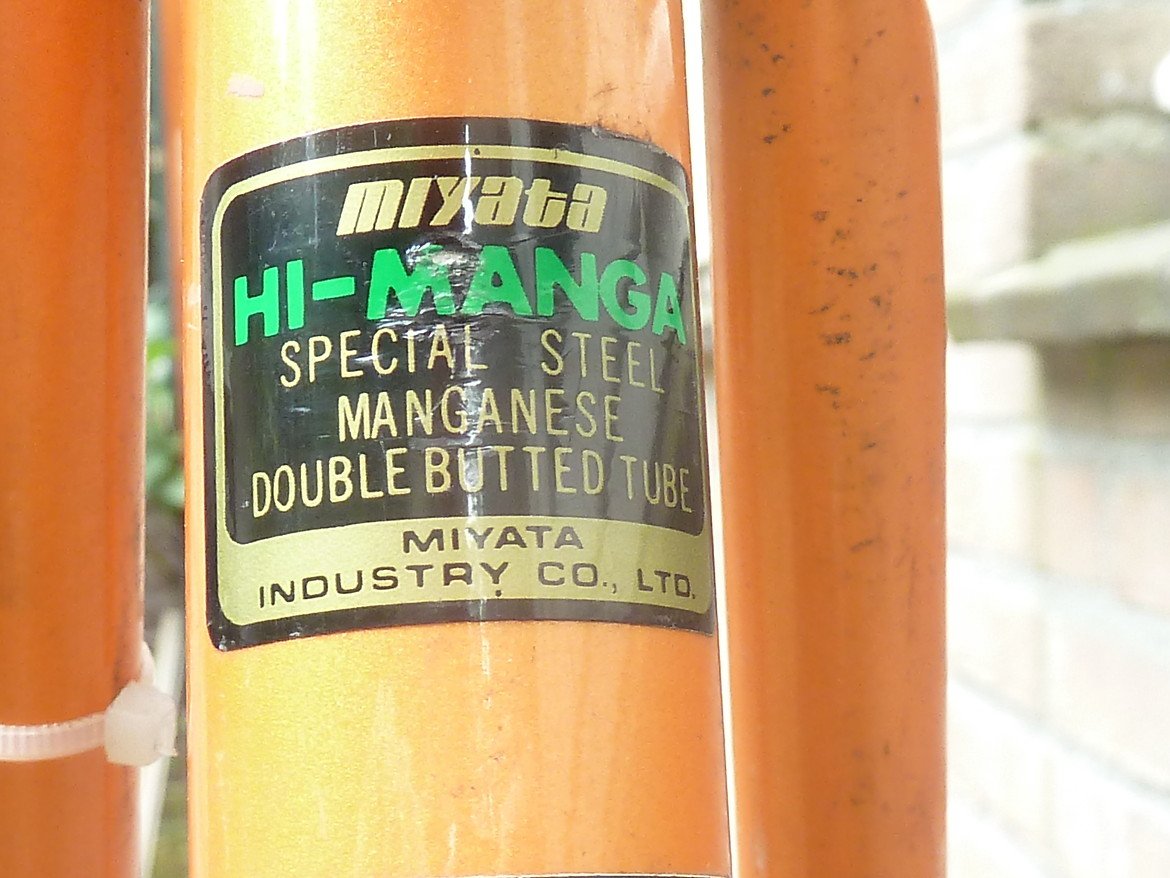 miyata
HI-MANGA
SPECIAL STEEL
MANGANESE
DOUBLE BUTTED TUBE
MIYATA
INDUSTRY CO., LTD.